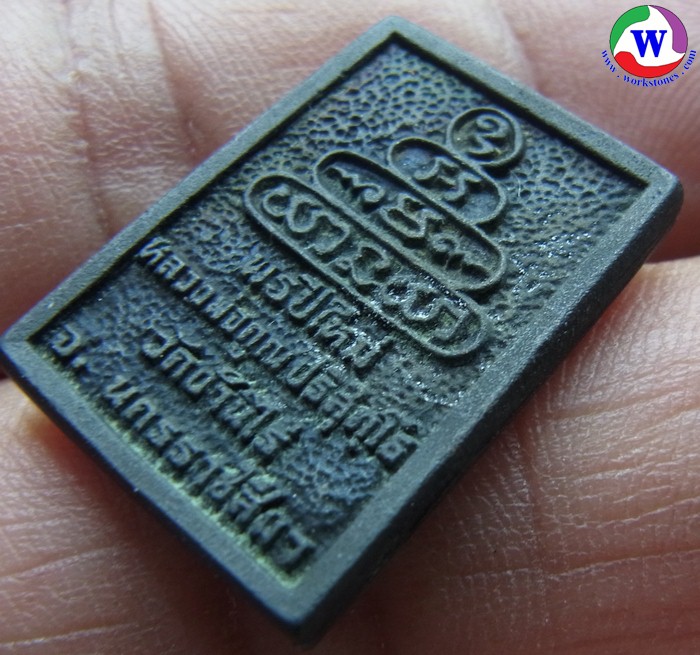 พรปีใหม่
หลวงพ่อคูณ ปริสุทโธ
วัดบ้านไร่
จ. นครราชสีมา
W
www.workstones.com